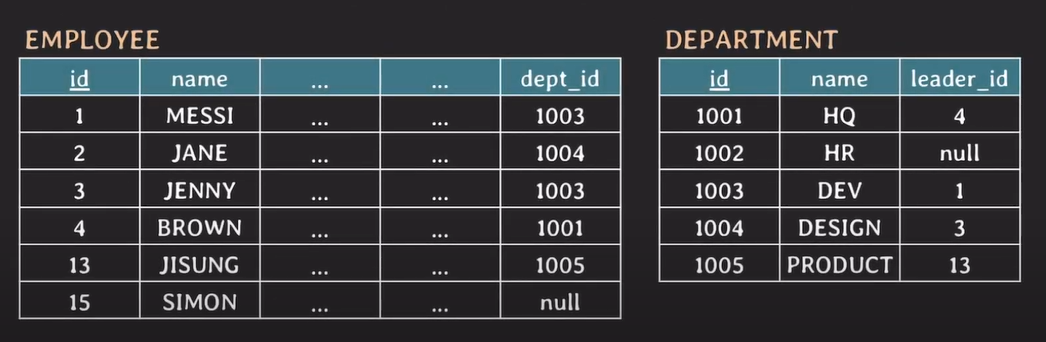 EMPLOYEE
id name ... ... dept_id
1 MESSI ... ... 1003
2 JANE ... ... 1004
3 JENNY ... ... 1003
4 BROWN ... ... 1001
13 JISUNG ... ... 1005
15 SIMON ... ... null
DEPARTMENT
id name leader_id
1001 HQ 4
1002 HR null
1003 DEV 1
1004 DESIGN 3
1005 PRODUCT 13